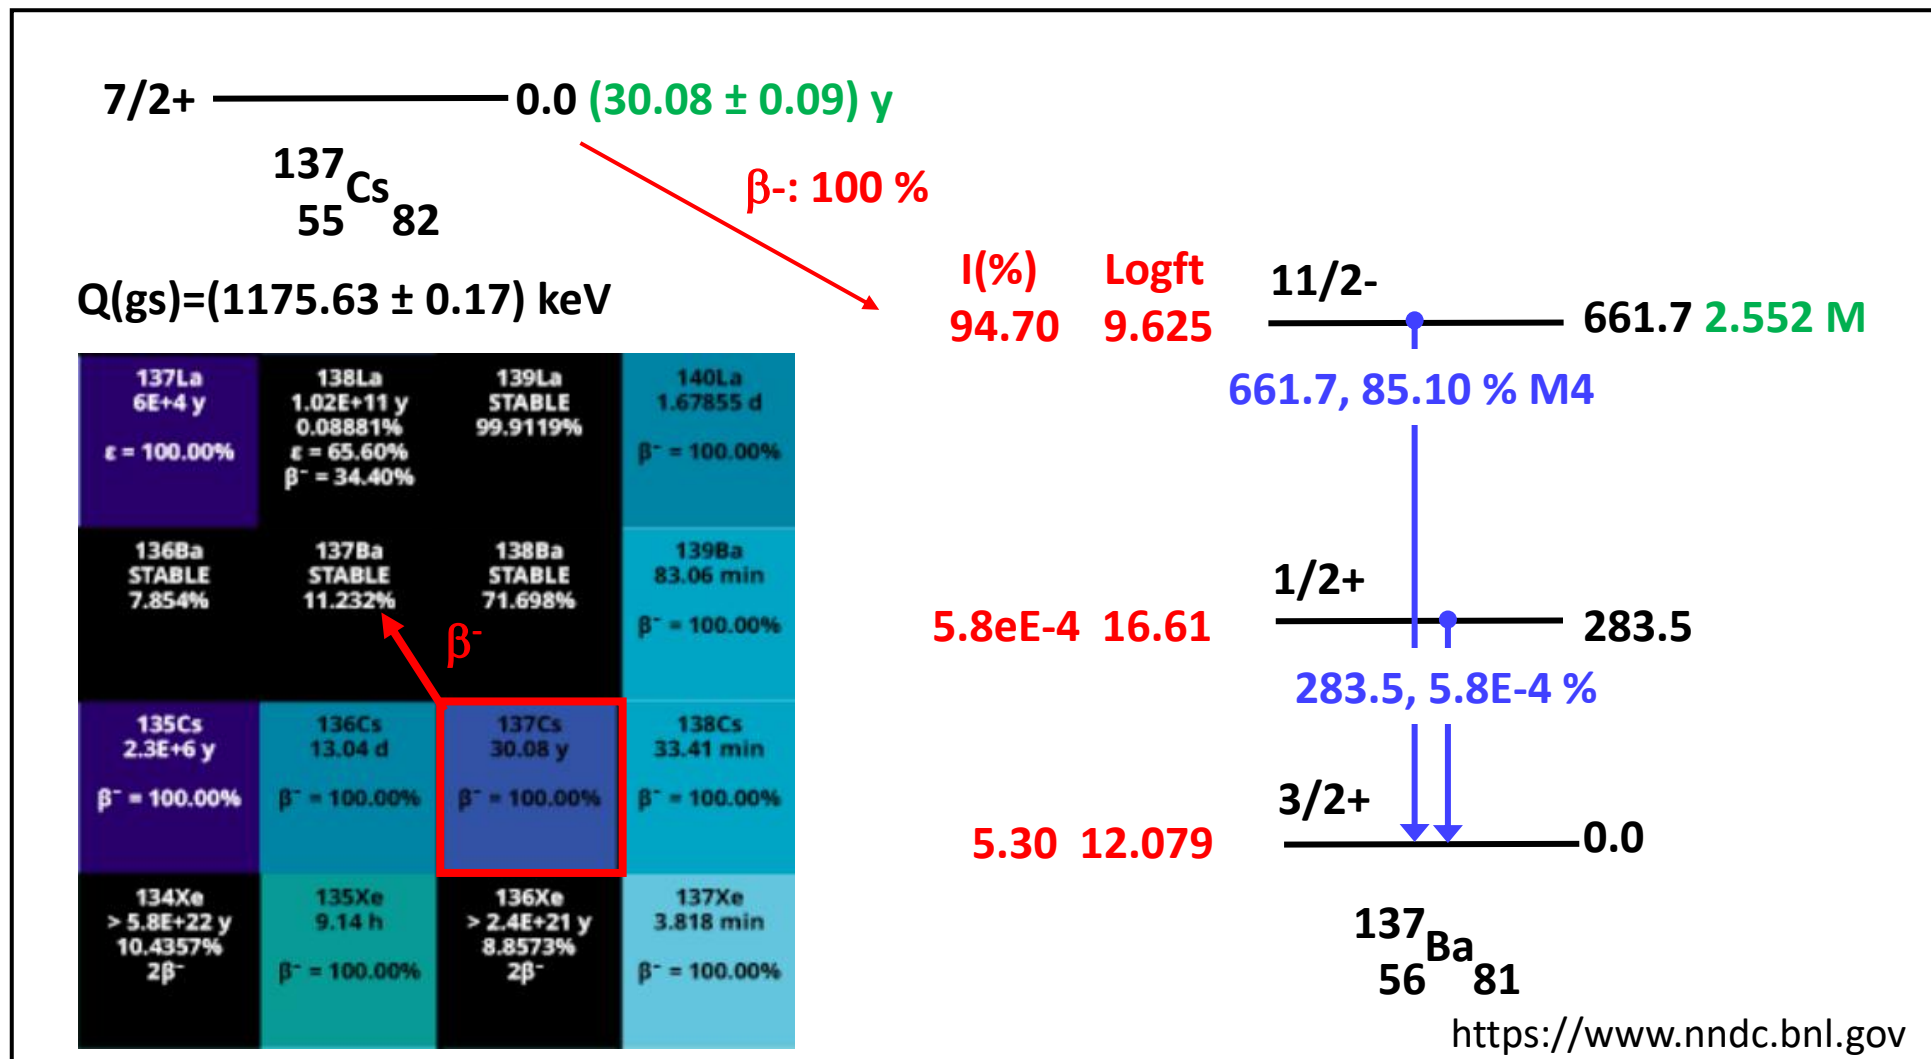 7/2+ 0.0 (30.08 ± 0.09) y
137
Cs
55 82
β-: 100 %
Q(gs)=(1175.63 ± 0.17) keV
I(%) Logft
11/2-
94.70 9.625
661.7 2.552 M
661.7, 85.10 % M4
1/2+
5.8eE-4 16.61
283.5
283.5, 5.8E-4 %
3/2+
5.30 12.079
0.0
137
Ba
56 81
https://www.nndc.bnl.gov
137La
6E+4 y
ε = 100.00%
138La
1.02E+11 y
0.08881%
ε = 65.60%
β⁻ = 34.40%
139La
STABLE
99.9119%
140La
1.67855 d
β⁻ = 100.00%
136Ba
STABLE
7.854%
137Ba
STABLE
11.232%
138Ba
STABLE
71.698%
139Ba
83.06 min
β⁻ = 100.00%
β⁻
135Cs
2.3E+6 y
β⁻ = 100.00%
136Cs
13.04 d
β⁻ = 100.00%
137Cs
30.08 y
β⁻ = 100.00%
138Cs
33.41 min
β⁻ = 100.00%
134Xe
> 5.8E+22 y
10.4357%
2β⁻
135Xe
9.14 h
β⁻ = 100.00%
136Xe
> 2.4E+21 y
8.8573%
2β⁻
137Xe
3.818 min
β⁻ = 100.00%